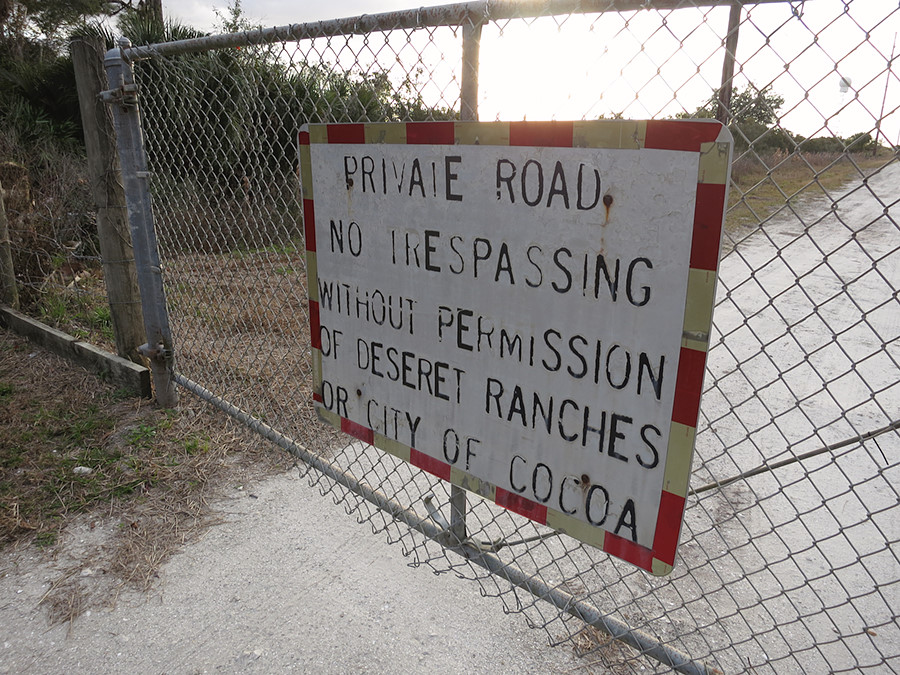 PRIVATE ROAD
NO TRESPASSING
WITHOUT PERMISSION
OF DESERET RANCHES
OR CITY OF COCOA